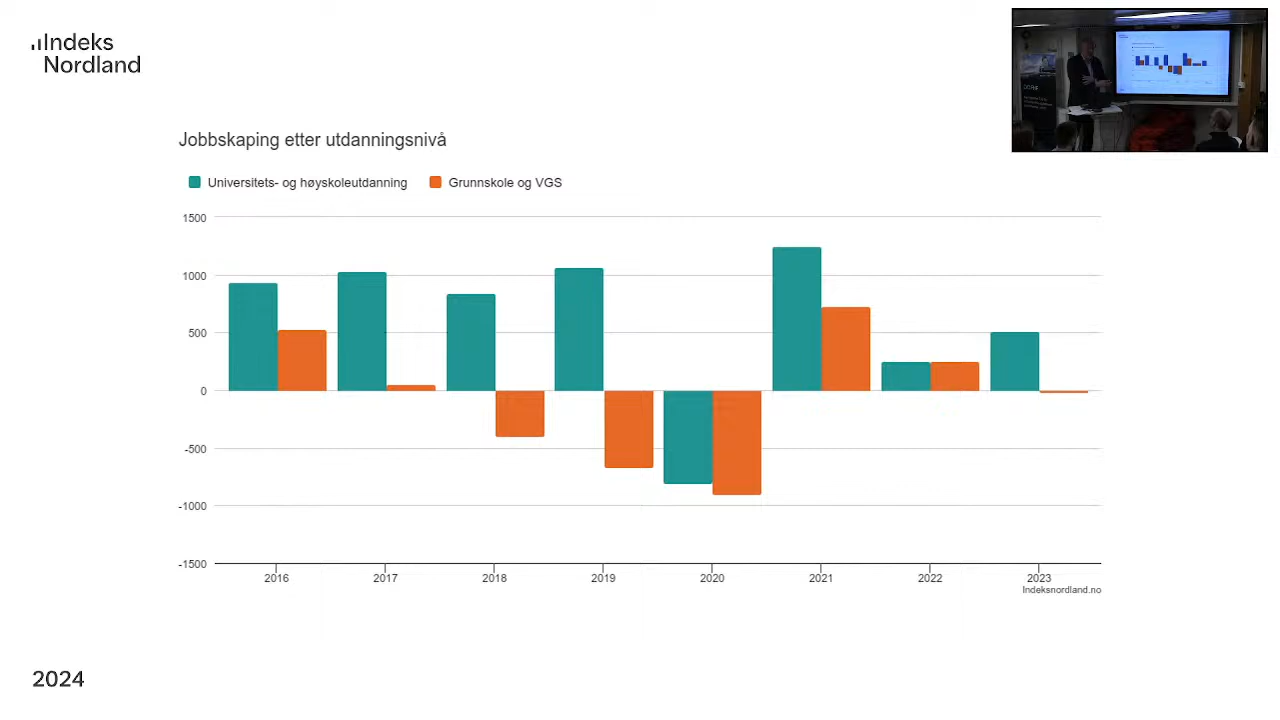 Indeks
Nordland
Jobbskaping etter utdanningsnivå
Universitets- og høyskoleutdanning
Grunnskole og VGS
1500
1000
500
0
-500
-1000
-1500
2016
2017
2018
2019
2020
2021
2022
2023
Indeksnordland.no
2024